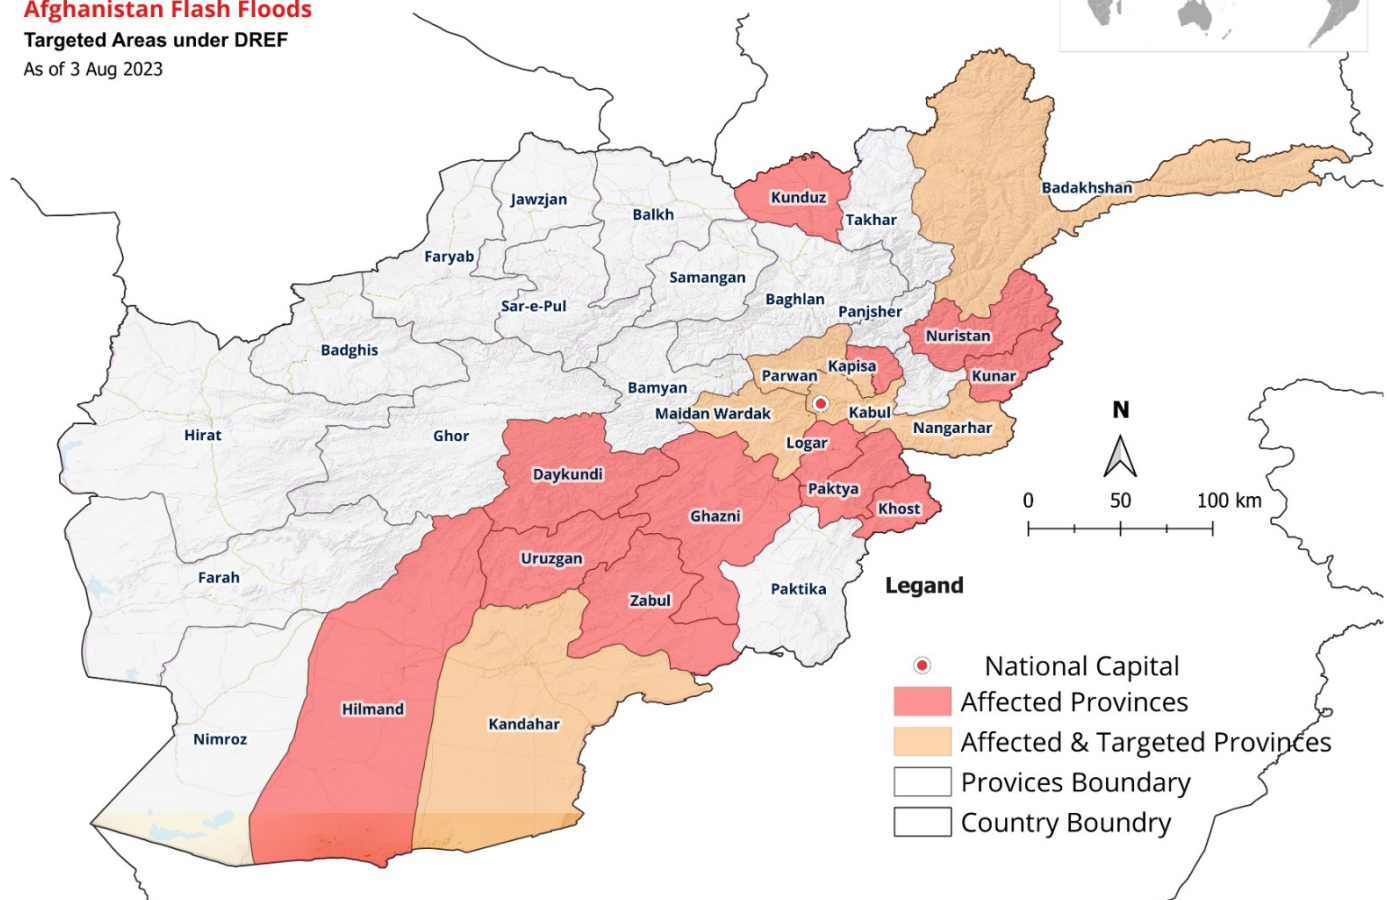 Afghanistan Flash Floods
Targeted Areas under DREF
As of 3 Aug 2023
Kunduz
Badakhshan
Jawzjan
Balkh
Takhar
Faryab
Samangan
Baghlan
Sar-e-Pul
Panjsher
Nuristan
Badghis
Kapisa
Parwan
Kunar
Bamyan
Maidan Wardak
Kabul
Nangarhar
Hirat
Ghor
Logar
Daykundi
Paktya
Khost
Ghazni
Uruzgan
Farah
Zabul
Paktika
Hilmand
Kandahar
Nimroz
N
0 50 100 km
Legand
National Capital
Affected Provinces
Affected & Targeted Provinces
Provices Boundary
Country Boundry